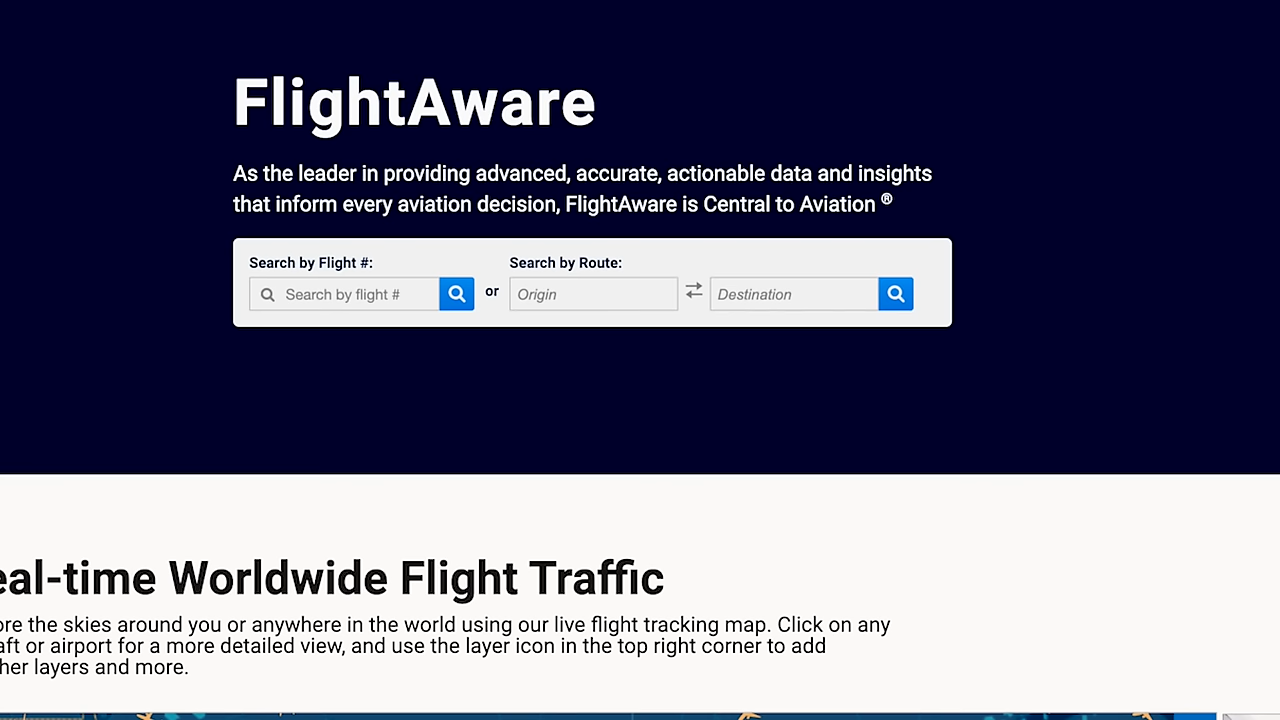 FlightAware
As the leader in providing advanced, accurate, actionable data and insights
that inform every aviation decision, FlightAware is Central to Aviation ®
Search by Flight #:
Search by Route:
Search by flight #
or
Origin
Destination
eal-time Worldwide Flight Traffic
ore the skies around you or anywhere in the world using our live flight tracking map. Click on any
aft or airport for a more detailed view, and use the layer icon in the top right corner to add
her layers and more.